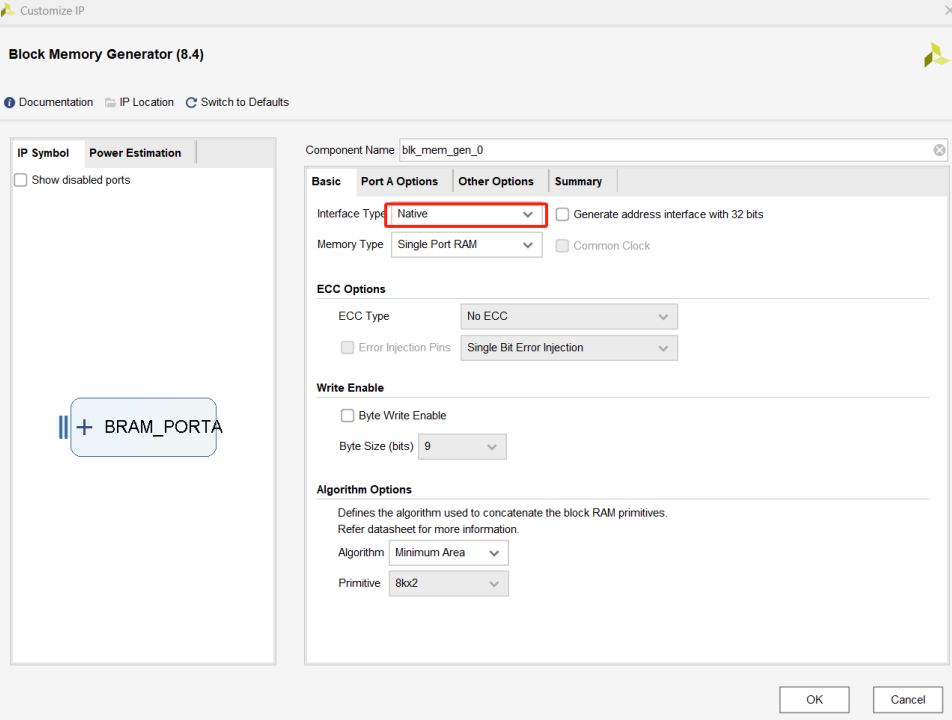 Customize IP
Block Memory Generator (8.4)
Documentation IP Location Switch to Defaults
IP Symbol Power Estimation
Show disabled ports
BRAM_PORTA
Component Name blk_mem_gen_0
Basic Port A Options Other Options Summary
Interface Type Native Generate address interface with 32 bits
Memory Type Single Port RAM Common Clock
ECC Options
ECC Type No ECC
Error Injection Pins Single Bit Error Injection
Write Enable
Byte Write Enable
Byte Size (bits) 9
Algorithm Options
Defines the algorithm used to concatenate the block RAM primitives.
Refer datasheet for more information.
Algorithm Minimum Area
Primitive 8kx2
OK Cancel